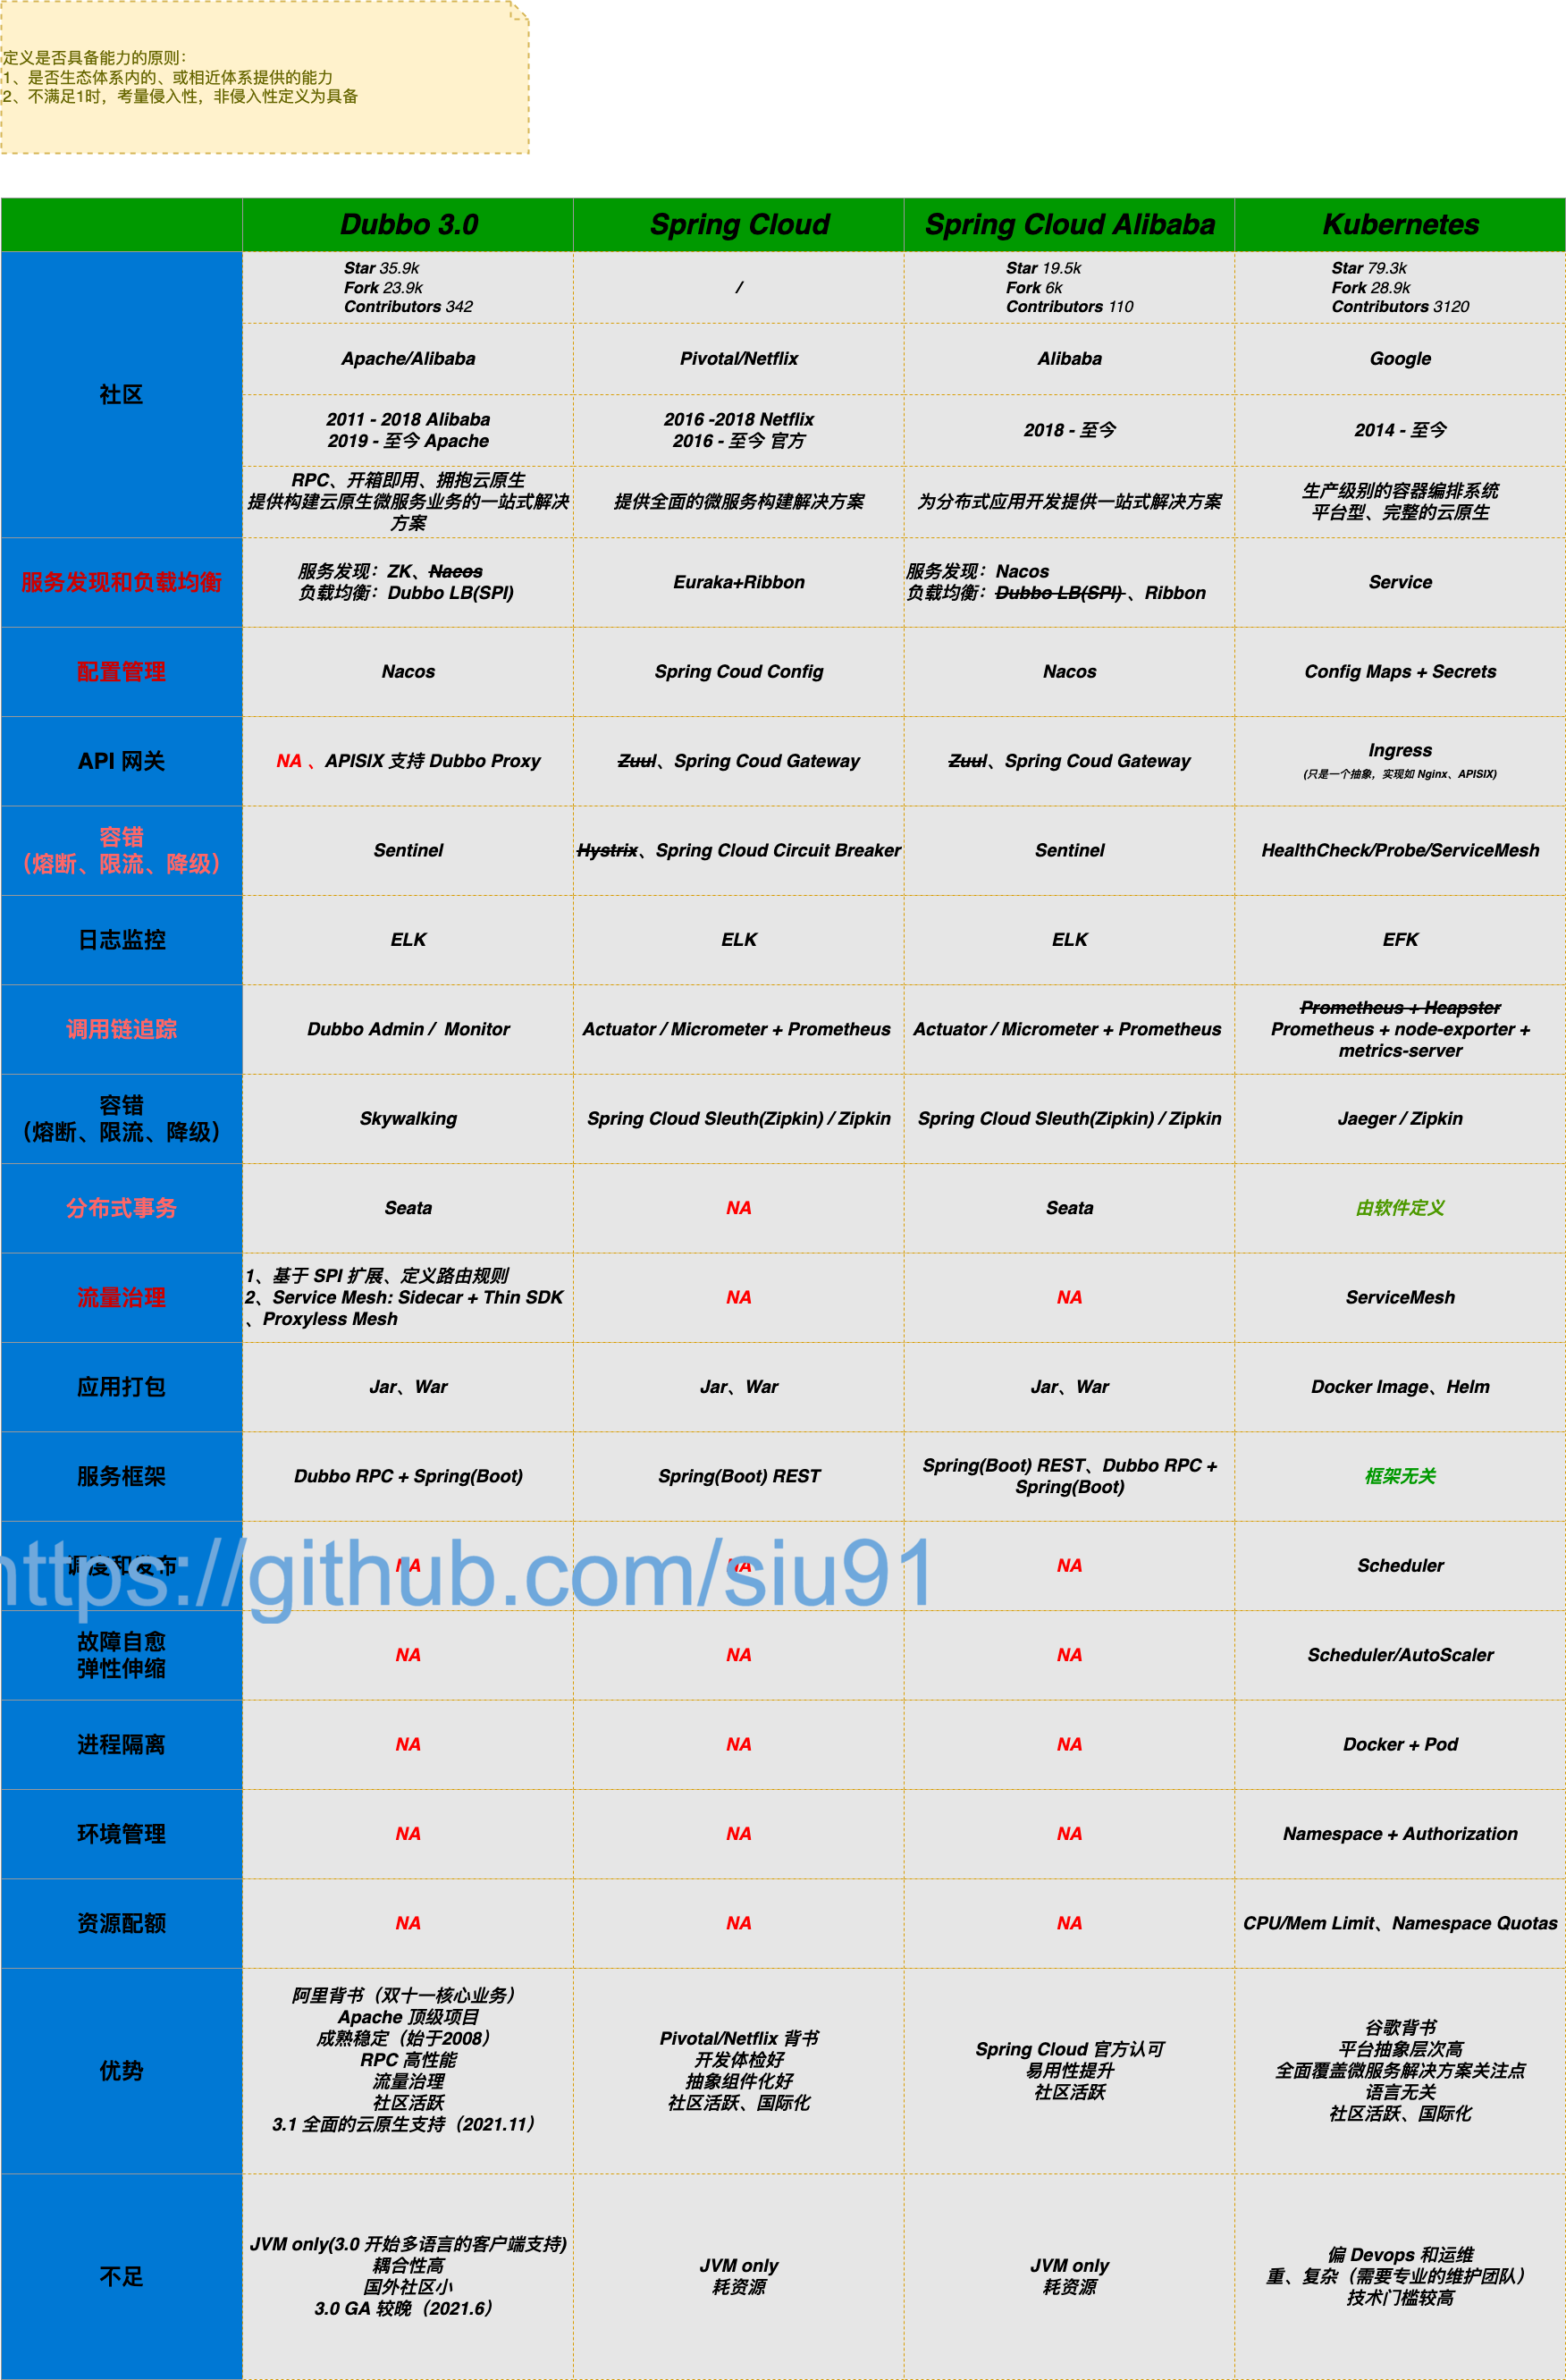 定义是否具备能力的原则：
1、是否生态体系内的、或相近体系提供的能力
2、不满足1时，考量侵入性，非侵入性定义为具备
Dubbo 3.0
Spring Cloud
Spring Cloud Alibaba
Kubernetes
社区
Star 35.9k
Fork 23.9k
Contributors 342
/
Star 19.5k
Fork 6k
Contributors 110
Star 79.3k
Fork 28.9k
Contributors 3120
Apache/Alibaba
Pivotal/Netflix
Alibaba
Google
2011 - 2018 Alibaba
2019 - 至今 Apache
2016 -2018 Netflix
2016 - 至今 官方
2018 - 至今
2014 - 至今
RPC、开箱即用、拥抱云原生
提供构建云原生微服务业务的一站式解决
方案
提供全面的微服务构建解决方案
为分布式应用开发提供一站式解决方案
生产级别的容器编排系统
平台型、完整的云原生
服务发现和负载均衡
服务发现：ZK、Nacos
负载均衡：Dubbo LB(SPI)
Euraka+Ribbon
服务发现：Nacos
负载均衡：Dubbo LB(SPI) 、Ribbon
Service
配置管理
Nacos
Spring Coud Config
Nacos
Config Maps + Secrets
API 网关
NA 、APISIX 支持 Dubbo Proxy
Zuul、Spring Coud Gateway
Zuul、Spring Coud Gateway
Ingress
(只是一个抽象，实现如 Nginx、APISIX)
容错
（熔断、限流、降级）
Sentinel
Hystrix、Spring Cloud Circuit Breaker
Sentinel
HealthCheck/Probe/ServiceMesh
日志监控
ELK
ELK
ELK
EFK
调用链追踪
Dubbo Admin / Monitor
Actuator / Micrometer + Prometheus
Actuator / Micrometer + Prometheus
Prometheus + Heapster
Prometheus + node-exporter +
metrics-server
容错
（熔断、限流、降级）
Skywalking
Spring Cloud Sleuth(Zipkin) / Zipkin
Spring Cloud Sleuth(Zipkin) / Zipkin
Jaeger / Zipkin
分布式事务
Seata
NA
Seata
由软件定义
流量治理
1、基于 SPI 扩展、定义路由规则
2、Service Mesh: Sidecar + Thin SDK
、Proxyless Mesh
NA
NA
ServiceMesh
应用打包
Jar、War
Jar、War
Jar、War
Docker Image、Helm
服务框架
Dubbo RPC + Spring(Boot)
Spring(Boot) REST
Spring(Boot) REST、Dubbo RPC +
Spring(Boot)
框架无关
调度和发布
NA
NA
NA
Scheduler
https://github.com/siu91
故障自愈
弹性伸缩
NA
NA
NA
Scheduler/AutoScaler
进程隔离
NA
NA
NA
Docker + Pod
环境管理
NA
NA
NA
Namespace + Authorization
资源配额
NA
NA
NA
CPU/Mem Limit、Namespace Quotas
优势
阿里背书（双十一核心业务）
Apache 顶级项目
成熟稳定（始于2008）
RPC 高性能
流量治理
社区活跃
3.1 全面的云原生支持（2021.11）
Pivotal/Netflix 背书
开发体检好
抽象组件化好
社区活跃、国际化
Spring Cloud 官方认可
易用性提升
社区活跃
谷歌背书
平台抽象层次高
全面覆盖微服务解决方案关注点
语言无关
社区活跃、国际化
不足
JVM only(3.0 开始多语言的客户端支持)
耦合性高
国外社区小
3.0 GA 较晚（2021.6）
JVM only
耗资源
JVM only
耗资源
偏 Devops 和运维
重、复杂（需要专业的维护团队）
技术门槛较高